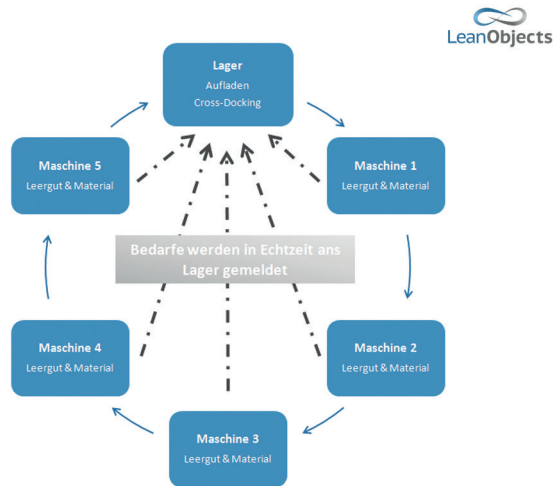 LeanObjects
Lager
Aufladen
Cross-Docking
Maschine 5
Leergut & Material
Maschine 1
Leergut & Material
Bedarfe werden in Echtzeit ans
Lager gemeldet
Maschine 4
Leergut & Material
Maschine 2
Leergut & Material
Maschine 3
Leergut & Material